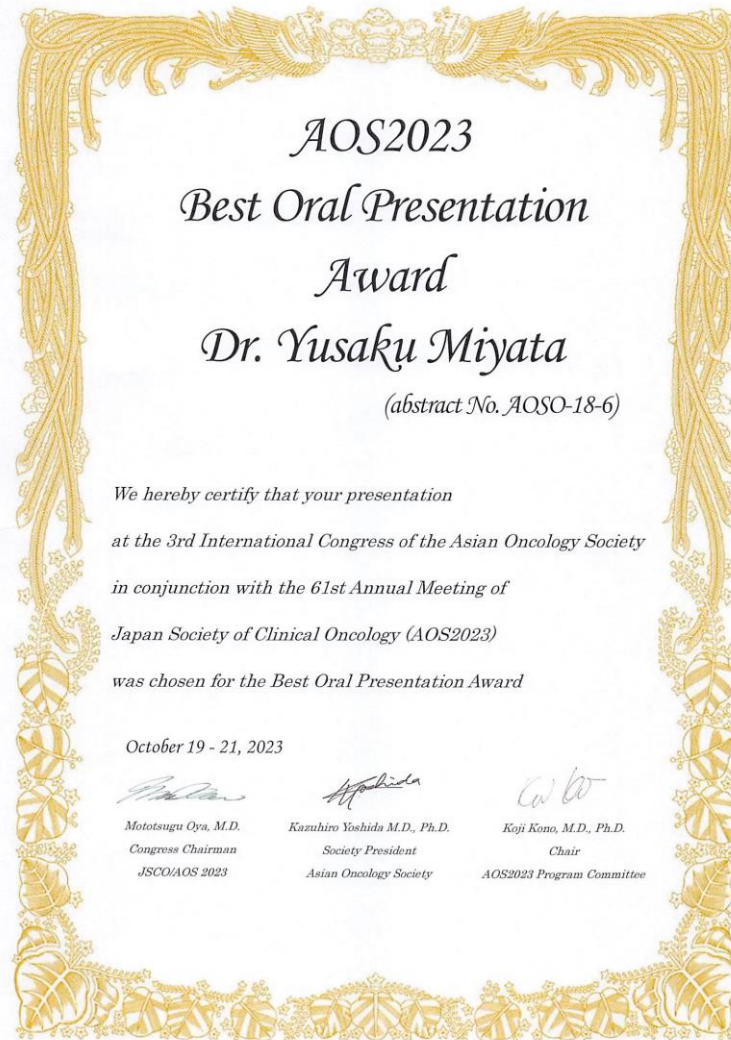 AOS2023
Best Oral Presentation
Award
Dr. Yusaku Miyata
(abstract No. AOSO-18-6)
We hereby certify that your presentation
at the 3rd International Congress of the Asian Oncology Society
in conjunction with the 61st Annual Meeting of
Japan Society of Clinical Oncology (AOS2023)
was chosen for the Best Oral Presentation Award
October 19 - 21, 2023
Mototsugu Oya, M.D.
Congress Chairman
JSCO/AOS 2023
Kazuhiro Yoshida M.D., Ph.D.
Society President
Asian Oncology Society
Koji Kono, M.D., Ph.D.
Chair
AOS2023 Program Committee